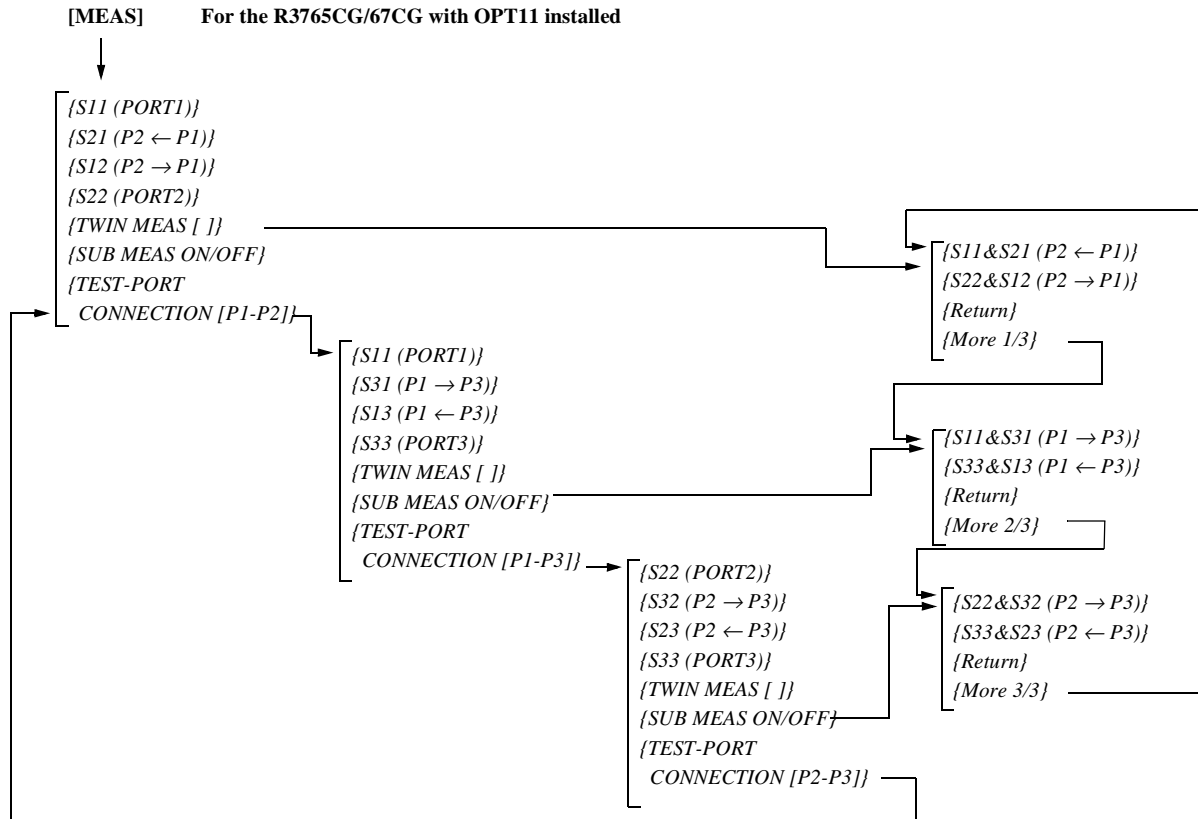 [MEAS] For the R3765CG/67CG with OPT11 installed
{S11 (PORT1)}
{S21 (P2 ← P1)}
{S12 (P2 → P1)}
{S22 (PORT2)}
{TWIN MEAS [ ]}
{SUB MEAS ON/OFF}
{TEST-PORT
CONNECTION [P1-P2]}
{S11 (PORT1)}
{S31 (P1 → P3)}
{S13 (P1 ← P3)}
{S33 (PORT3)}
{TWIN MEAS [ ]}
{SUB MEAS ON/OFF}
{TEST-PORT
CONNECTION [P1-P3]}
{S22 (PORT2)}
{S32 (P2 → P3)}
{S23 (P2 ← P3)}
{S33 (PORT3)}
{TWIN MEAS [ ]}
{SUB MEAS ON/OFF}
{TEST-PORT
CONNECTION [P2-P3]}
{S11&S21 (P2 ← P1)}
{S22&S12 (P2 → P1)}
{Return}
{More 1/3}
{S11&S31 (P1 → P3)}
{S33&S13 (P1 ← P3)}
{Return}
{More 2/3}
{S22&S32 (P2 → P3)}
{S33&S23 (P2 ← P3)}
{Return}
{More 3/3}